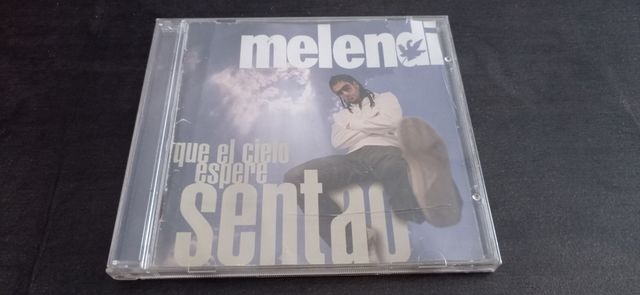 melendi
que el cielo
espere
sentao